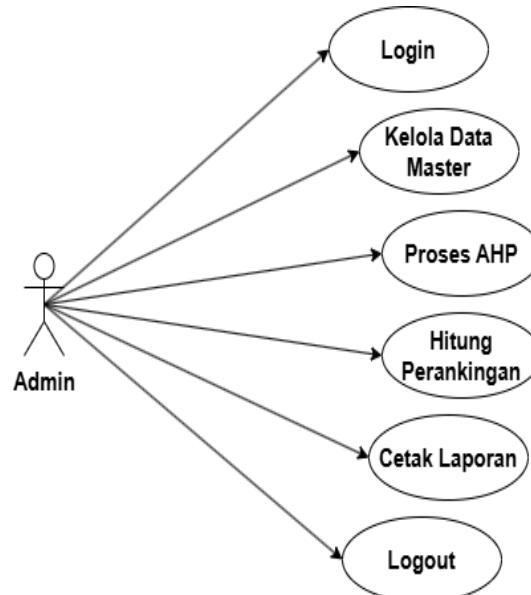 Login
Kelola Data
Master
Proses AHP
Hitung
Perankingan
Admin
Cetak Laporan
Logout